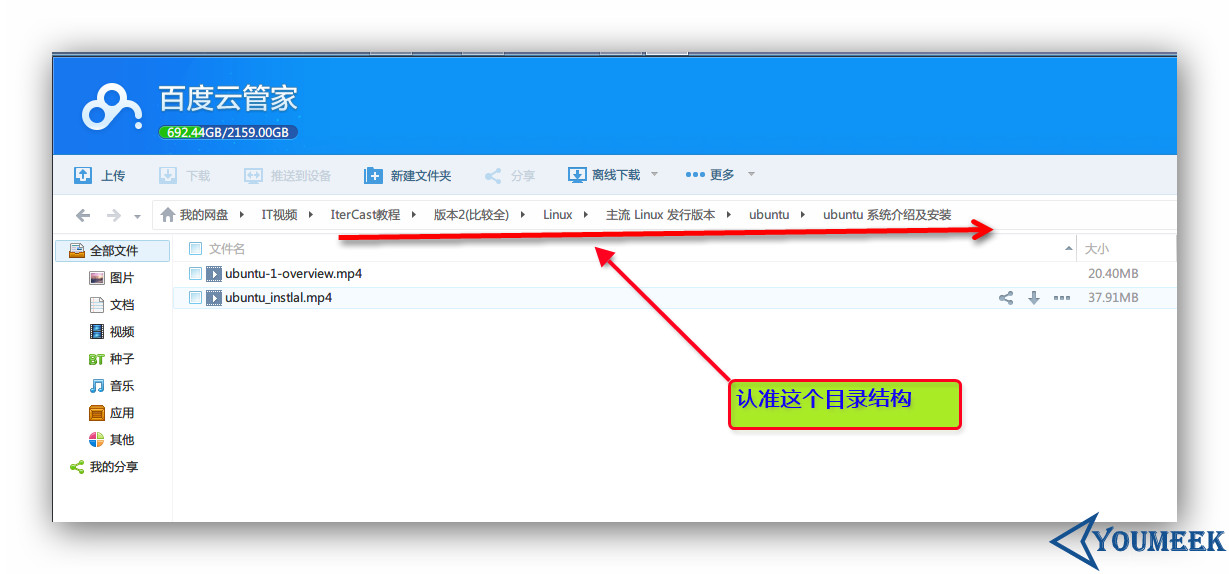 百度云管家
692.44GB/2159.00GB
上传 下载 推送到设备 新建文件夹 分享 离线下载 更多
我的网盘 IT视频 IterCast教程 版本2(比较全) Linux 主流 Linux 发行版本 ubuntu ubuntu 系统介绍及安装
全部文件 文件名 大小
图片 ubuntu-1-overview.mp4 20.40MB
文档 ubuntu_instlal.mp4 37.91MB
视频
BT 种子
音乐
应用
其他
我的分享
认准这个目录结构
YOUMEEK